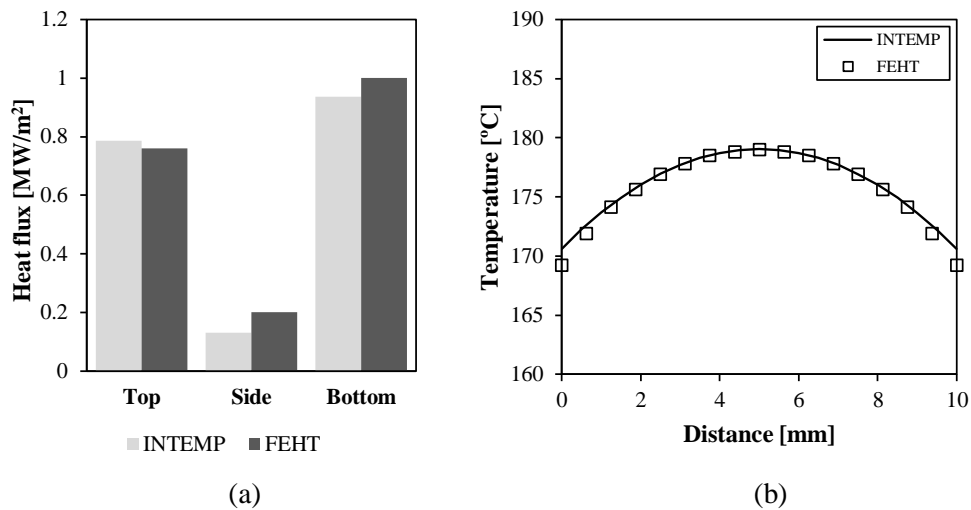 1.2
1
0.8
0.6
0.4
0.2
0
Heat flux [MW/m²]
Top Side Bottom
INTEMP FEHT
(a)
190
185
180
175
170
165
160
Temperature [ºC]
INTEMP
FEHT
0 2 4 6 8 10
Distance [mm]
(b)